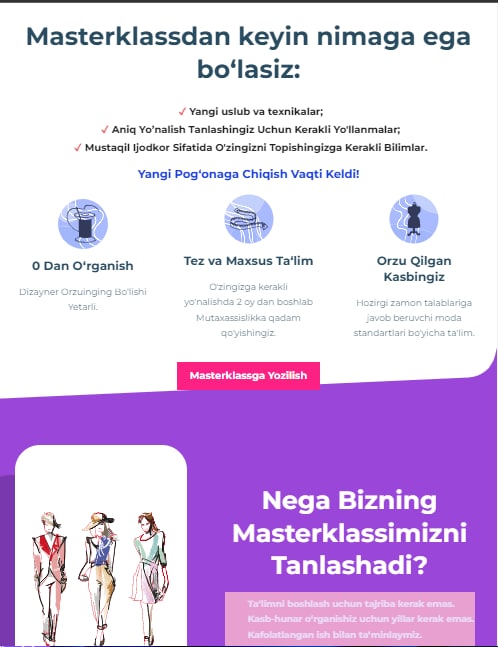 Masterklassdan keyin nimaga ega
bo‘lasiz:
✓ Yangi uslub va texnikalar;
✓ Aniq Yo’nalish Tanlashingiz Uchun Kerakli Yo'llanmalar;
✓ Mustaqil Ijodkor Sifatida O'zingizni Topishingizga Kerakli Bilimlar.
Yangi Pog‘onaga Chiqish Vaqti Keldi!
0 Dan O‘rganish
Dizayner Orzuinging Bo'lishi
Yetarli.
Tez va Maxsus Ta‘lim
O'zingizga kerakli
yo'nalishda 2 oy dan boshlab
Mutaxassislikka qadam
qo'yishingiz.
Orzu Qilgan
Kasbingiz
Hozirgi zamon talablariga
javob beruvchi moda
standartlari bo'yicha ta'lim.
Masterklassga Yozilish
Nega Bizning
Masterklassimizni
Tanlashadi?
Ta'limni boshlash uchun tajriba kerak emas.
Kasb-hunar o’rganishiz uchun yillar kerak emas.
Kafolatlangan ish bilan ta'minlaymiz.